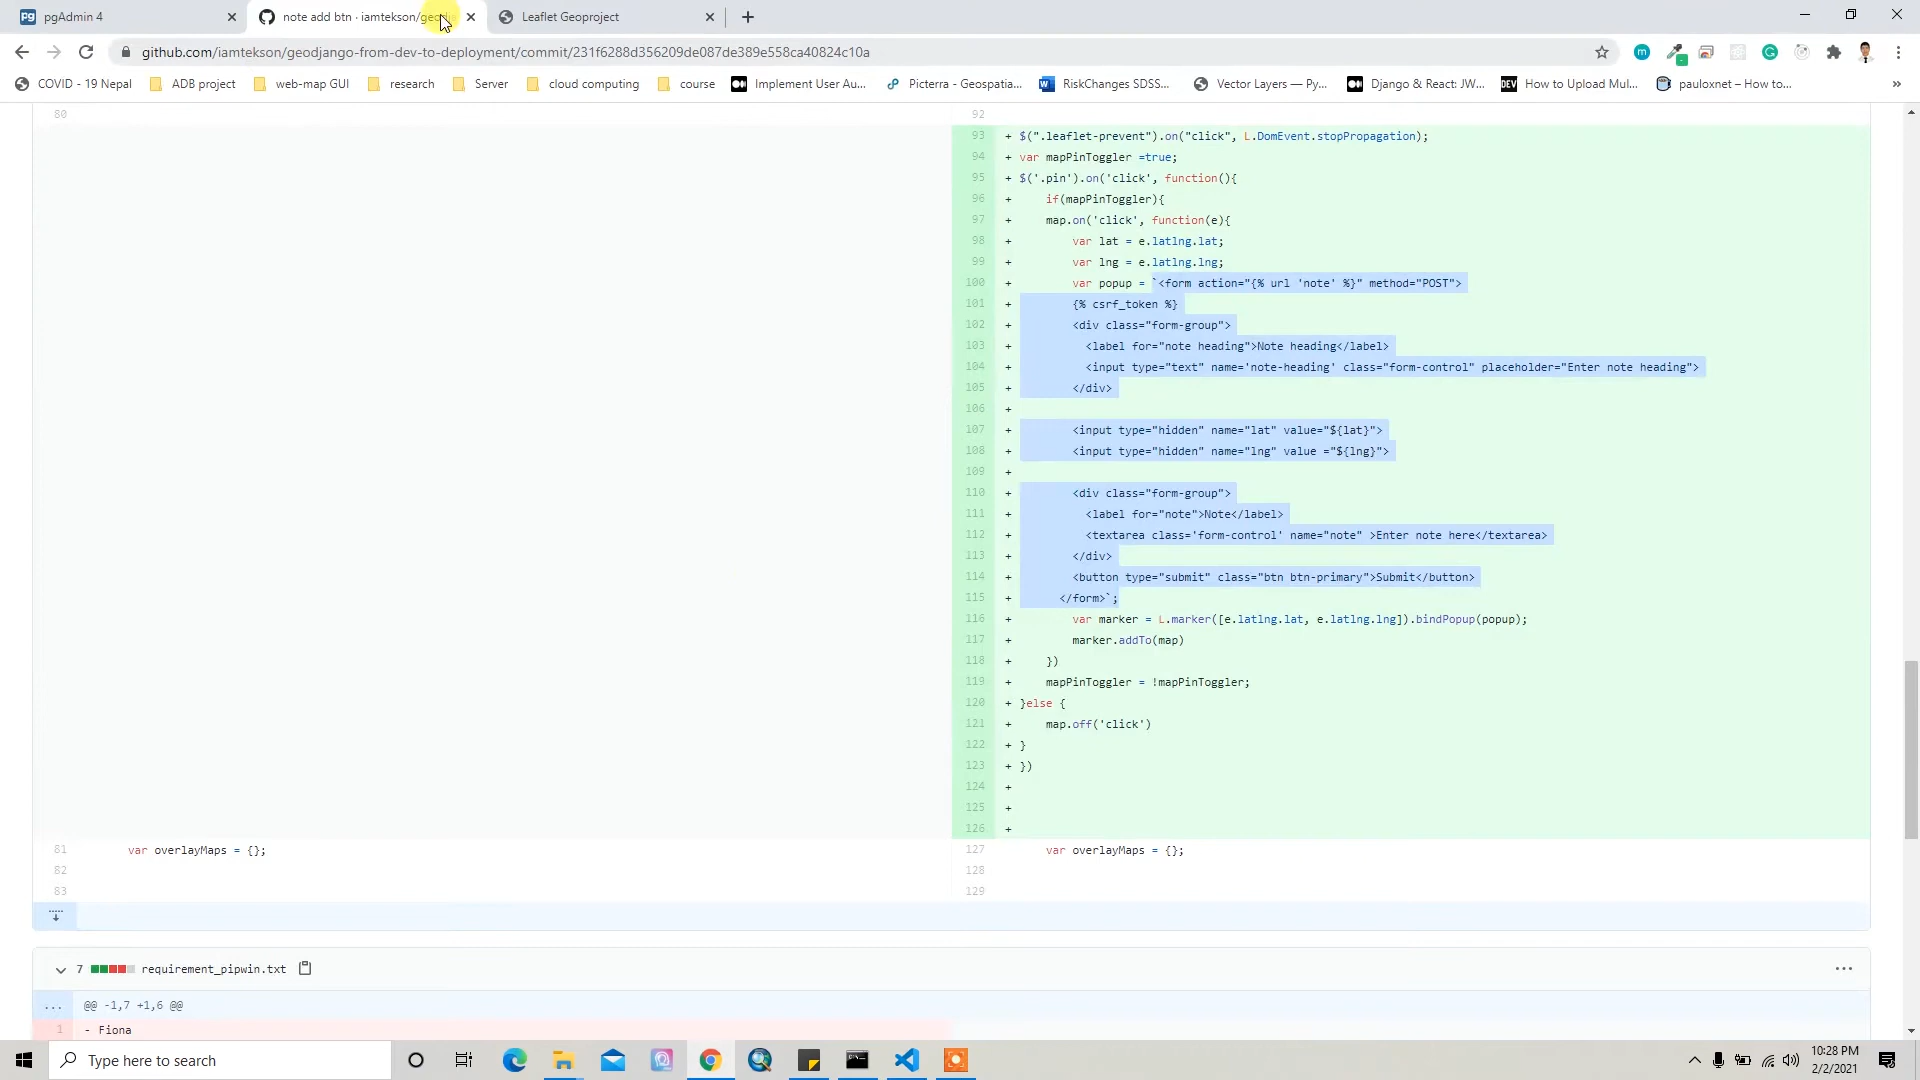 pgAdmin 4
note add btn · iamtekson/geodj
Leaflet Geoproject
github.com/iamtekson/geodjango-from-dev-to-deployment/commit/231f6288d356209de087de389e558ca40824c10a
COVID - 19 Nepal
ADB project
web-map GUI
research
Server
cloud computing
course
Implement User Au...
Picterra - Geospatia...
RiskChanges SDSS...
Vector Layers — Py...
Django & React: JW...
DEV How to Upload Mul...
pauloxnet – How to...
»
80 92
93 + $(".leaflet-prevent").on("click", L.DomEvent.stopPropagation);
94 + var mapPinToggler =true;
95 + $('.pin').on('click', function(){
96 + if(mapPinToggler){
97 + map.on('click', function(e){
98 + var lat = e.latlng.lat;
99 + var lng = e.latlng.lng;
100 + var popup = `<form action="{% url 'note' %}" method="POST">
101 + {% csrf_token %}
102 + <div class="form-group">
103 + <label for="note heading">Note heading</label>
104 + <input type="text" name='note-heading' class="form-control" placeholder="Enter note heading">
105 + </div>
106 +
107 + <input type="hidden" name="lat" value="${lat}">
108 + <input type="hidden" name="lng" value ="${lng}">
109 +
110 + <div class="form-group">
111 + <label for="note">Note</label>
112 + <textarea class='form-control' name="note" >Enter note here</textarea>
113 + </div>
114 + <button type="submit" class="btn btn-primary">Submit</button>
115 + </form>`;
116 + var marker = L.marker([e.latlng.lat, e.latlng.lng]).bindPopup(popup);
117 + marker.addTo(map)
118 + })
119 + mapPinToggler = !mapPinToggler;
120 + }else {
121 + map.off('click')
122 + }
123 + })
124 +
125 +
126 +
81 var overlayMaps = {}; 127 var overlayMaps = {};
82 128
83 129
7 requirement_pipwin.txt
... @@ -1,7 +1,6 @@
1 - Fiona
Type here to search
10:28 PM
2/2/2021